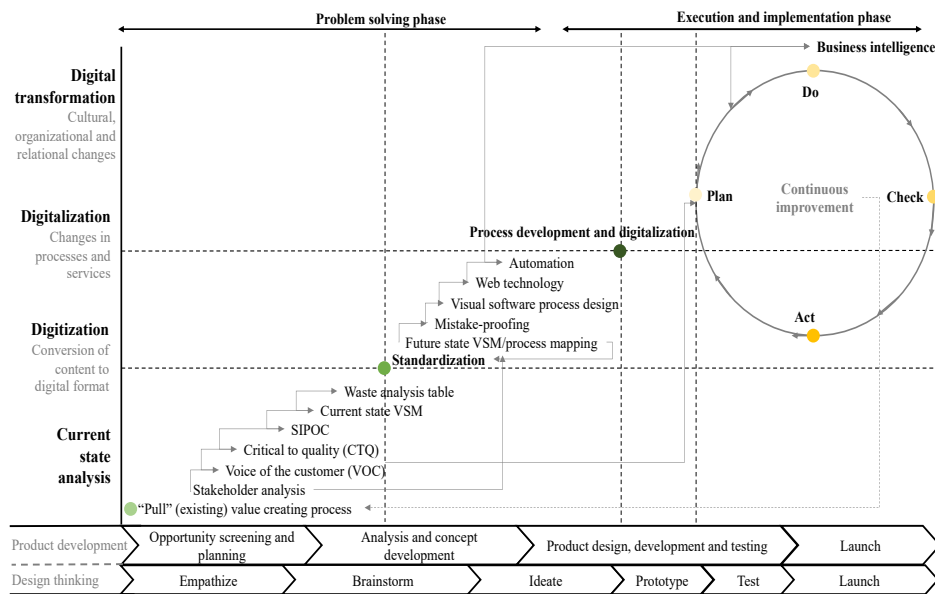 Problem solving phase
Execution and implementation phase
Business intelligence
Digital
transformation
Cultural,
organizational and
relational changes
Do
Plan
Continuous
improvement
Check
Digitalization
Changes in
processes and
services
Process development and digitalization
Automation
Web technology
Visual software process design
Mistake-proofing
Act
Future state VSM/process mapping
Digitization
Conversion of
content to
digital format
Standardization
Waste analysis table
Current state VSM
SIPOC
Current
state
analysis
Critical to quality (CTQ)
Voice of the customer (VOC)
Stakeholder analysis
“Pull” (existing) value creating process
Product development
Opportunity screening and
planning
Analysis and concept
development
Product design, development and testing
Launch
Design thinking
Empathize
Brainstorm
Ideate
Prototype
Test
Launch